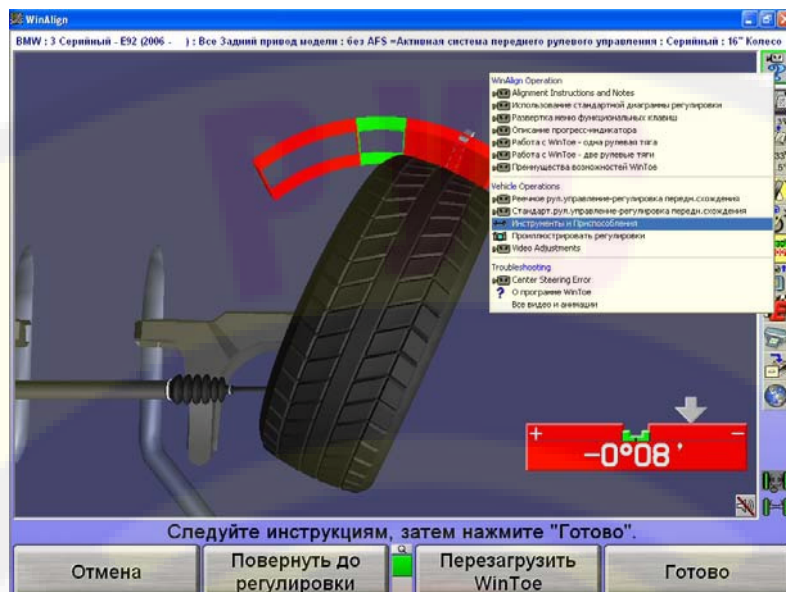 WinAlign
BMW : 3 Серийный - E92 (2006 - ) : Все Задний привод модели : без AFS =Активная система переднего рулевого управления : Серийный : 16" Колесо
WinAlign Operation
Alignment Instructions and Notes
Использование стандартной диаграммы регулировки
Развертка меню функциональных клавиш
Описание прогресс-индикатора
Работа с WinToe - одна рулевая тяга
Работа с WinToe - две рулевые тяги
Преимущества возможностей WinToe
Vehicle Operations
Реечное рул.управление-регулировка передн.схождения
Стандарт.рул.управление-регулировка передн.схождения
Инструменты и Приспособления
Проиллюстрировать регулировки
Video Adjustments
Troubleshooting
Center Steering Error
? О программе WinToe
Все видео и анимации
+ −
-0°08'
Следуйте инструкциям, затем нажмите "Готово".
Отмена
Повернуть до регулировки
Перезагрузить WinToe
Готово